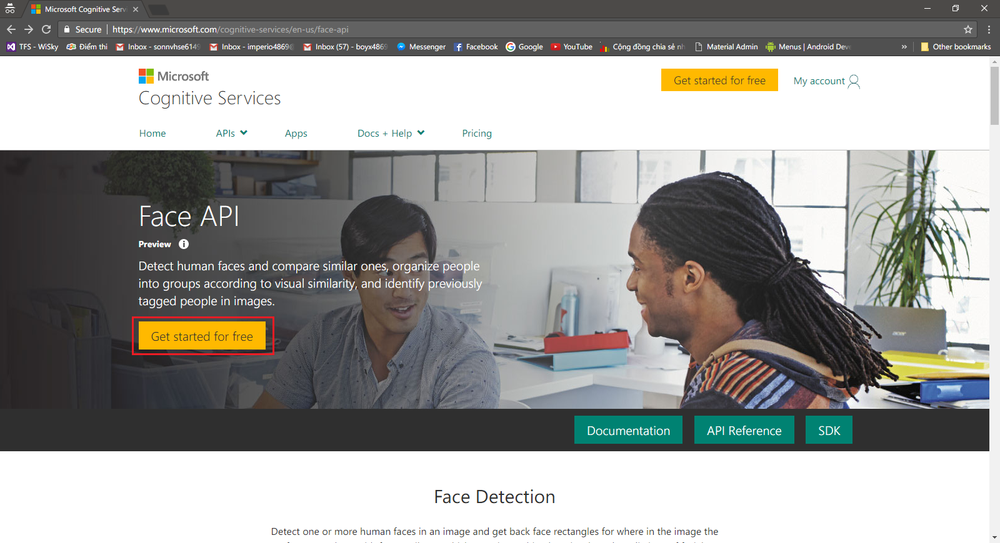 Microsoft Cognitive Serv
Secure https://www.microsoft.com/cognitive-services/en-us/face-api
TFS - WiSky Điểm thi Inbox - sonnvhse6149 Inbox - imperio4869@ Inbox (57) - boyx4869 Messenger Facebook Google YouTube Cộng đồng chia sẻ nh Material Admin Menus | Android Deve » Other bookmarks
Microsoft
Cognitive Services
Get started for free My account
Home APIs Apps Docs + Help Pricing
Face API
Preview
Detect human faces and compare similar ones, organize people
into groups according to visual similarity, and identify previously
tagged people in images.
Get started for free
acer
Documentation API Reference SDK
Face Detection
Detect one or more human faces in an image and get back face rectangles for where in the image the